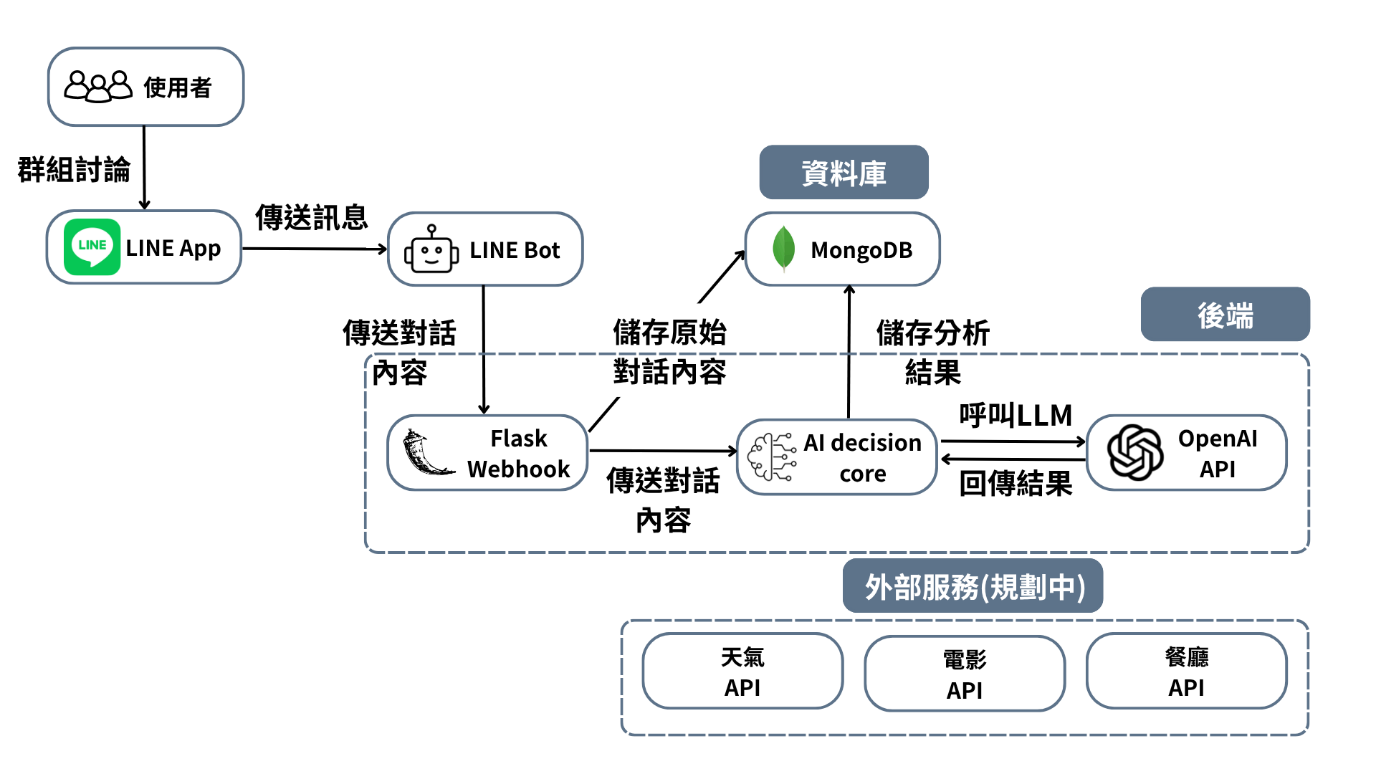 使用者
群組討論
LINE
LINE App
傳送訊息
LINE Bot
資料庫
MongoDB
後端
傳送對話
內容
儲存原始
對話內容
儲存分析
結果
Flask
Webhook
傳送對話
內容
AI decision
core
呼叫LLM
回傳結果
OpenAI
API
外部服務(規劃中)
天氣
API
電影
API
餐廳
API